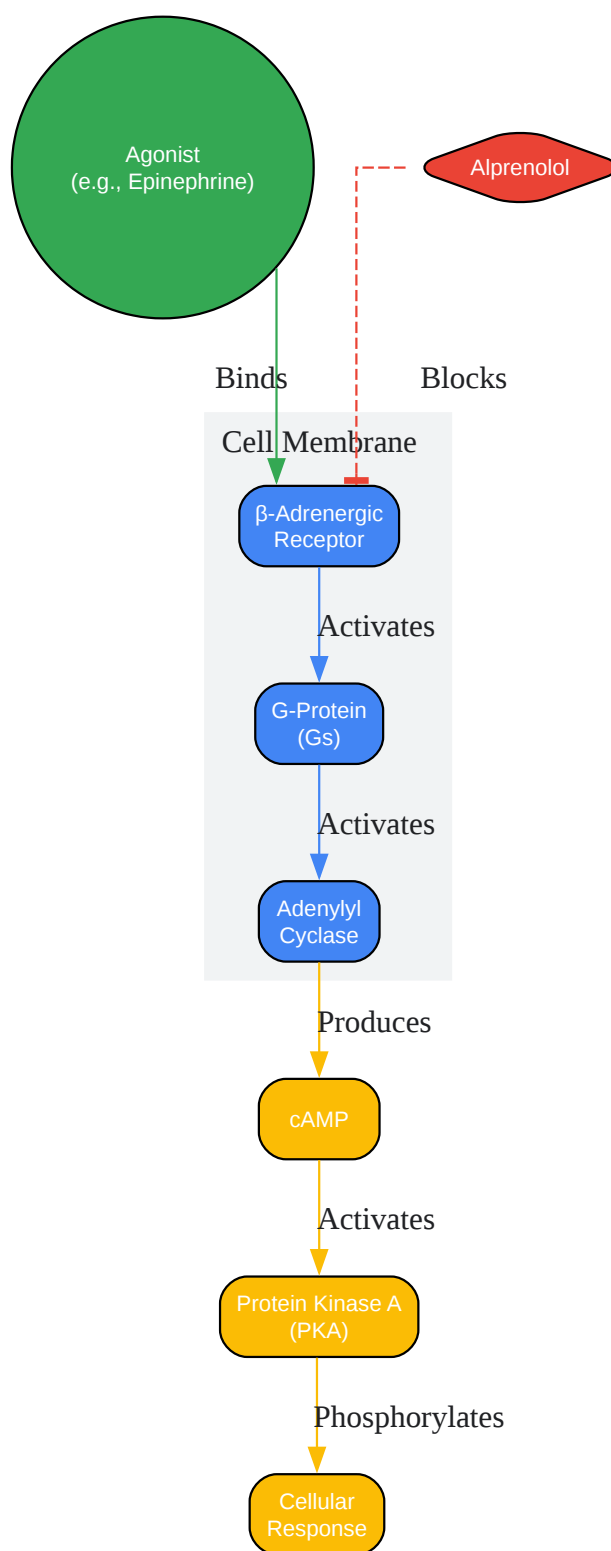 Agonist
(e.g., Epinephrine)
Alprenolol
Binds
Blocks
Cell Membrane
β-Adrenergic
Receptor
Activates
G-Protein
(Gs)
Activates
Adenylyl
Cyclase
Produces
cAMP
Activates
Protein Kinase A
(PKA)
Phosphorylates
Cellular
Response